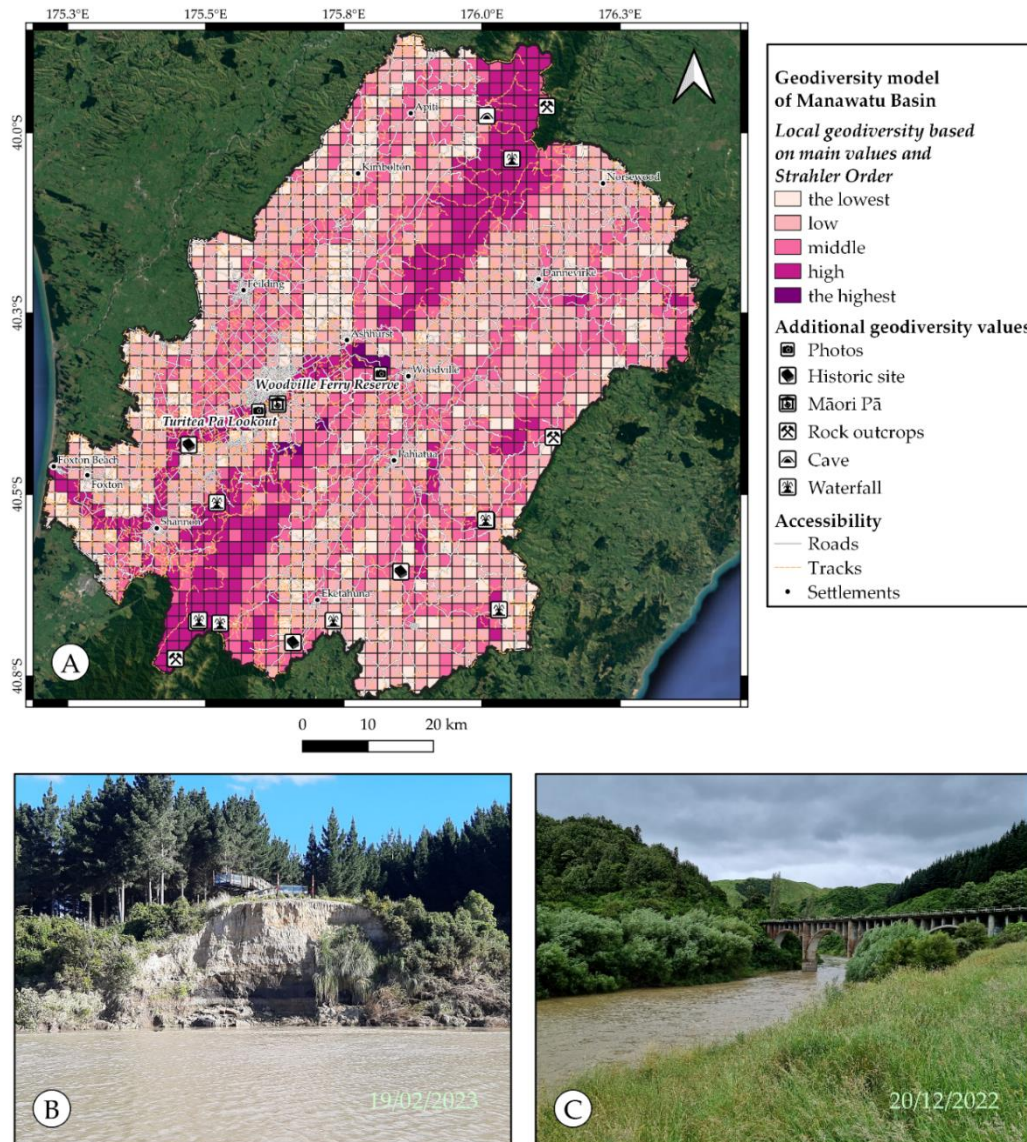 175.3°E 175.5°E 175.8°E 176.0°E 176.3°E
40.0°S
40.3°S
40.5°S
40.8°S
Apiti
Kimbolton
Norsewood
Dannevirke
Feilding
Ashhurst
Woodville Ferry Reserve
Woodville
Turitea Pā Lookout
Foxton Beach
Foxton
Pahiatua
Shannon
Eketahuna
A
0 10 20 km
Geodiversity model
of Manawatu Basin
Local geodiversity based
on main values and
Strahler Order
the lowest
low
middle
high
the highest
Additional geodiversity values
Photos
Historic site
Māori Pā
Rock outcrops
Cave
Waterfall
Accessibility
Roads
Tracks
Settlements
B
19/02/2023
C
20/12/2022